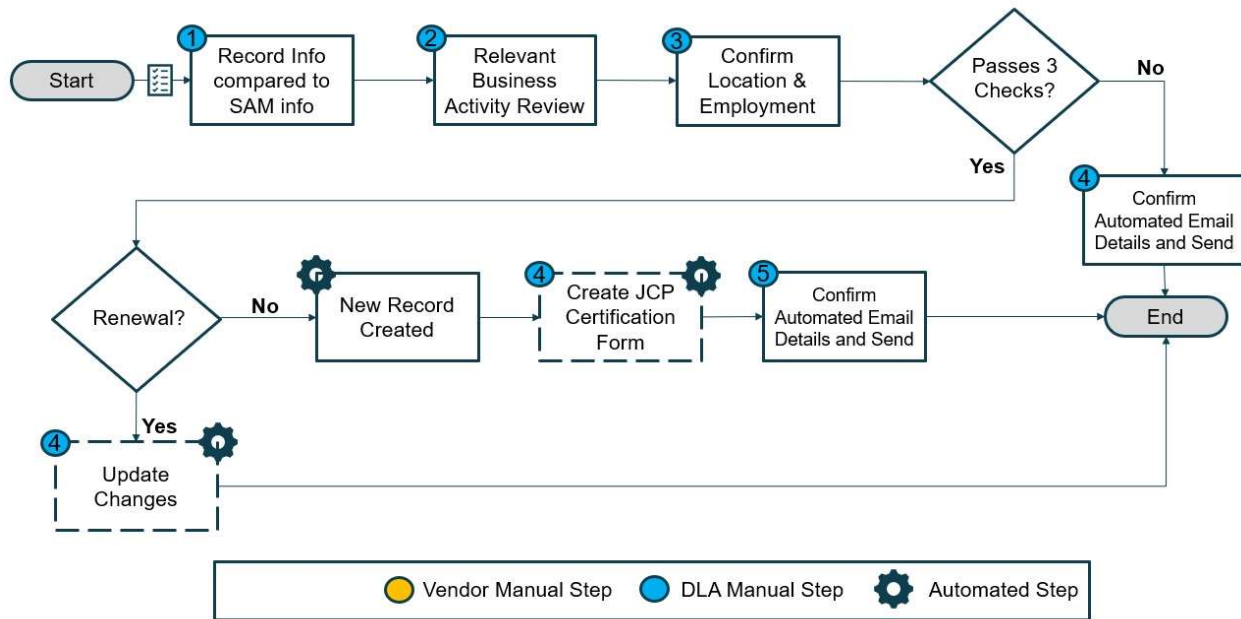 Start
1
Record Info
compared to
SAM info
2
Relevant
Business
Activity Review
3
Confirm
Location &
Employment
Passes 3
Checks?
No
Yes
4
Confirm
Automated Email
Details and Send
Renewal?
No
New Record
Created
4
Create JCP
Certification
Form
5
Confirm
Automated Email
Details and Send
End
Yes
4
Update
Changes
Vendor Manual Step
DLA Manual Step
Automated Step